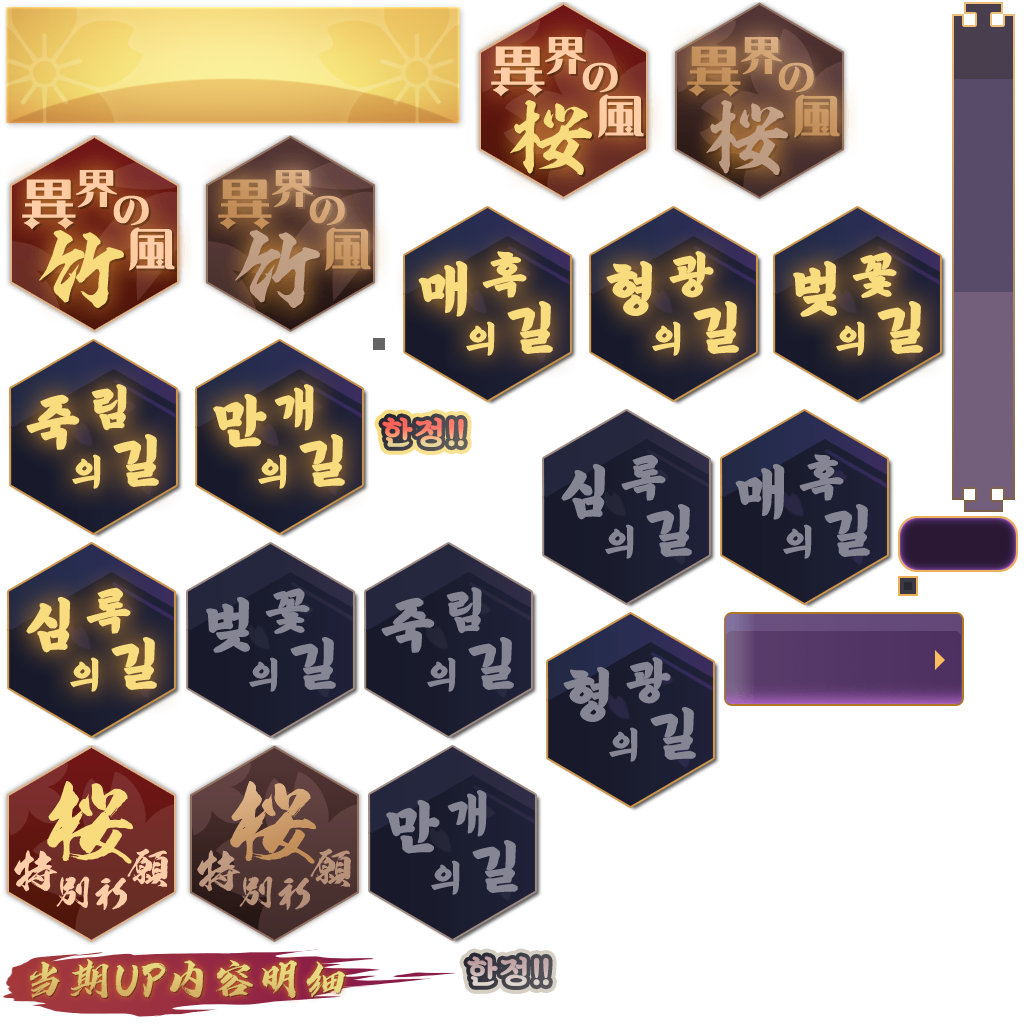 異界の
桜風
異界の
桜風
異界の
竹風
異界の
竹風
매혹
의길
형광
의길
벚꽃
의길
죽림
의길
만개
의길
한정!!
심록
의길
매혹
의길
심록
의길
벚꽃
의길
죽림
의길
형광
의길
桜
特別祈願
桜
特別祈願
만개
의길
当期UP内容明细
한정!!